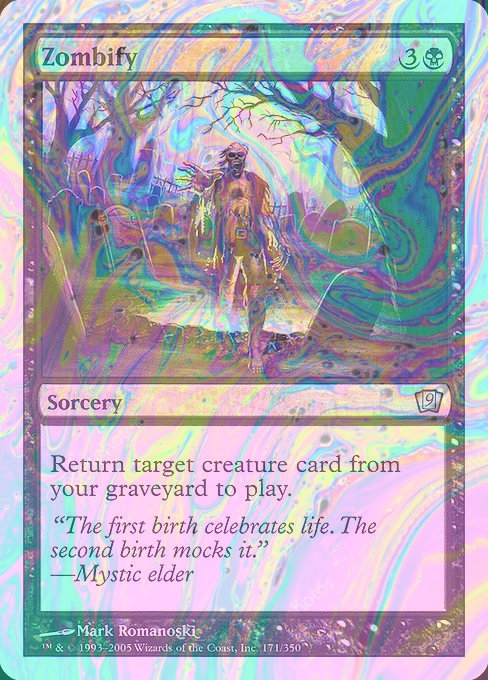 Zombify 3
Sorcery 9
Return target creature card from
your graveyard to play.
“The first birth celebrates life. The
second birth mocks it.”
—Mystic elder
Mark Romanoski
™ & © 1993–2005 Wizards of the Coast, Inc. 171/350